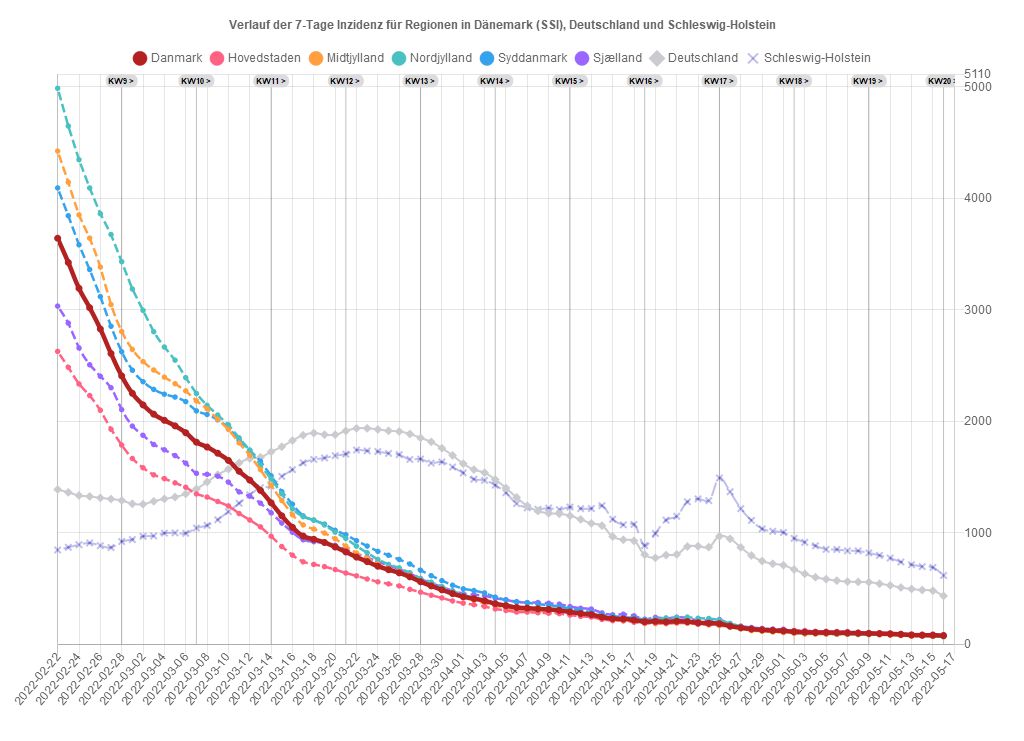 Verlauf der 7-Tage Inzidenz für Regionen in Dänemark (SSI), Deutschland und Schleswig-Holstein
Danmark Hovedstaden Midtjylland Nordjylland Syddanmark Sjælland Deutschland Schleswig-Holstein
KW9 > KW10 > KW11 > KW12 > KW13 > KW14 > KW15 > KW16 > KW17 > KW18 > KW19 > KW20 >
5110
5000
4000
3000
2000
1000
0
2022-02-22 2022-02-24 2022-02-26 2022-02-28 2022-03-02 2022-03-04 2022-03-06 2022-03-08 2022-03-10 2022-03-12 2022-03-14 2022-03-16 2022-03-18 2022-03-20 2022-03-22 2022-03-24 2022-03-26 2022-03-28 2022-03-30 2022-04-01 2022-04-03 2022-04-05 2022-04-07 2022-04-09 2022-04-11 2022-04-13 2022-04-15 2022-04-17 2022-04-19 2022-04-21 2022-04-23 2022-04-25 2022-04-27 2022-04-29 2022-05-01 2022-05-03 2022-05-05 2022-05-07 2022-05-09 2022-05-11 2022-05-13 2022-05-15 2022-05-17